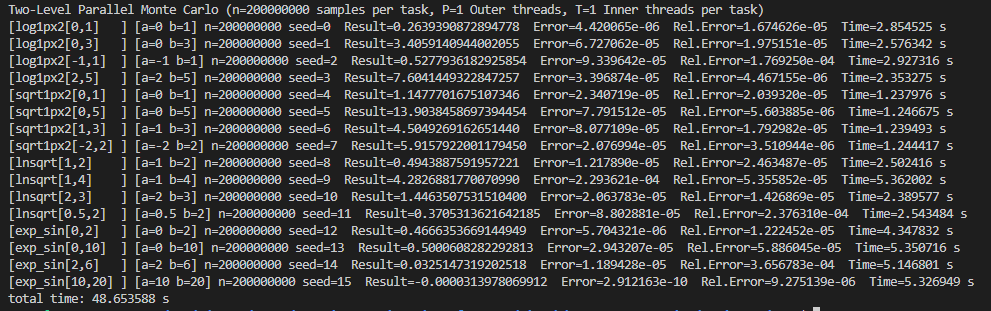 Two-Level Parallel Monte Carlo (n=200000000 samples per task, P=1 Outer threads, T=1 Inner threads per task)
[log1px2[0,1]   ] [a=0 b=1] n=200000000 seed=0  Result=0.2639390872894778  Error=4.420065e-06  Rel.Error=1.674626e-05  Time=2.854525 s
[log1px2[0,3]   ] [a=0 b=3] n=200000000 seed=1  Result=3.4059140944002055  Error=6.727062e-05  Rel.Error=1.975151e-05  Time=2.576342 s
[log1px2[-1,1]  ] [a=-1 b=1] n=200000000 seed=2  Result=0.5277936182925854  Error=9.339642e-05  Rel.Error=1.769250e-04  Time=2.927316 s
[log1px2[2,5]   ] [a=2 b=5] n=200000000 seed=3  Result=7.6041449322847257  Error=3.396874e-05  Rel.Error=4.467155e-06  Time=2.353275 s
[sqrt1px2[0,1]  ] [a=0 b=1] n=200000000 seed=4  Result=1.1477701675107346  Error=2.340719e-05  Rel.Error=2.039320e-05  Time=1.237976 s
[sqrt1px2[0,5]  ] [a=0 b=5] n=200000000 seed=5  Result=13.9038458697394454  Error=7.791512e-05  Rel.Error=5.603885e-06  Time=1.246675 s
[sqrt1px2[1,3]  ] [a=1 b=3] n=200000000 seed=6  Result=4.5049269162651440  Error=8.077109e-05  Rel.Error=1.792982e-05  Time=1.239493 s
[sqrt1px2[-2,2] ] [a=-2 b=2] n=200000000 seed=7  Result=5.9157922001179450  Error=2.076994e-05  Rel.Error=3.510944e-06  Time=1.244417 s
[lnsqrt[1,2]    ] [a=1 b=2] n=200000000 seed=8  Result=0.4943887591957221  Error=1.217890e-05  Rel.Error=2.463487e-05  Time=2.502416 s
[lnsqrt[1,4]    ] [a=1 b=4] n=200000000 seed=9  Result=4.2826881770070990  Error=2.293621e-04  Rel.Error=5.355852e-05  Time=5.362002 s
[lnsqrt[2,3]    ] [a=2 b=3] n=200000000 seed=10  Result=1.4463507531510400  Error=2.063783e-05  Rel.Error=1.426869e-05  Time=2.389577 s
[lnsqrt[0.5,2]  ] [a=0.5 b=2] n=200000000 seed=11  Result=0.3705313621642185  Error=8.802881e-05  Rel.Error=2.376310e-04  Time=2.543484 s
[exp_sin[0,2]   ] [a=0 b=2] n=200000000 seed=12  Result=0.4666353669144949  Error=5.704321e-06  Rel.Error=1.222452e-05  Time=4.347832 s
[exp_sin[0,10]  ] [a=0 b=10] n=200000000 seed=13  Result=0.5000608282292813  Error=2.943207e-05  Rel.Error=5.886045e-05  Time=5.350716 s
[exp_sin[2,6]   ] [a=2 b=6] n=200000000 seed=14  Result=0.0325147319202518  Error=1.189428e-05  Rel.Error=3.656783e-04  Time=5.146801 s
[exp_sin[10,20] ] [a=10 b=20] n=200000000 seed=15  Result=-0.0000313978069912  Error=2.912163e-10  Rel.Error=9.275139e-06  Time=5.326949 s
total time: 48.653588 s